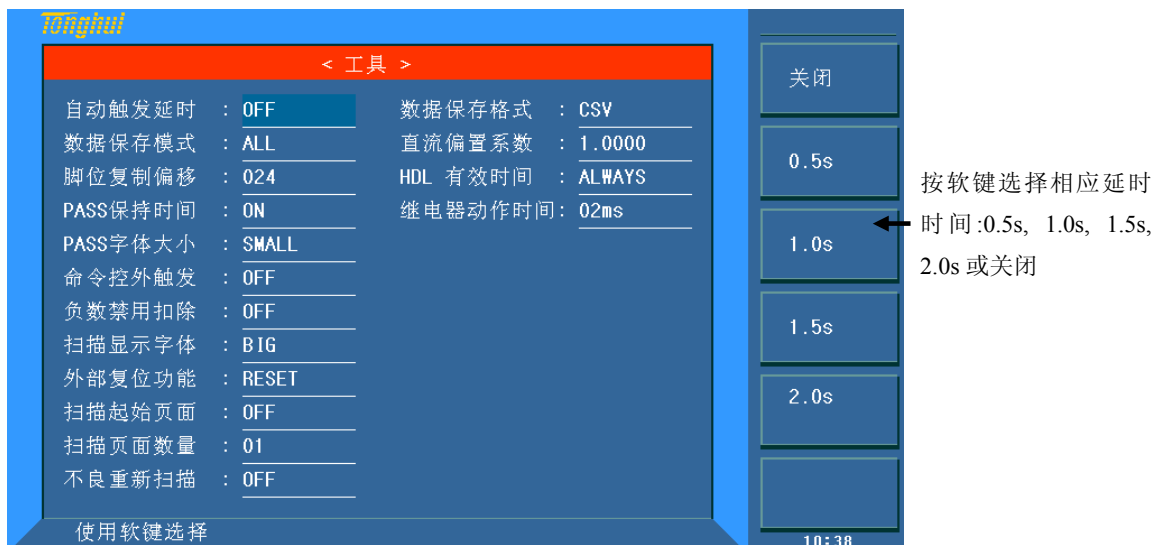 Tonghui
< 工具 >
自动触发延时 : OFF 数据保存格式 : CSV
数据保存模式 : ALL 直流偏置系数 : 1.0000
脚位复制偏移 : 024 HDL 有效时间 : ALWAYS
PASS保持时间 : ON 继电器动作时间: 02ms
PASS字体大小 : SMALL
命令控外触发 : OFF
负数禁用扣除 : OFF
扫描显示字体 : BIG
外部复位功能 : RESET
扫描起始页面 : OFF
扫描页面数量 : 01
不良重新扫描 : OFF
使用软键选择
关闭
0.5s
1.0s
1.5s
2.0s
10:38
按软键选择相应延时
时间:0.5s, 1.0s, 1.5s,
2.0s 或关闭